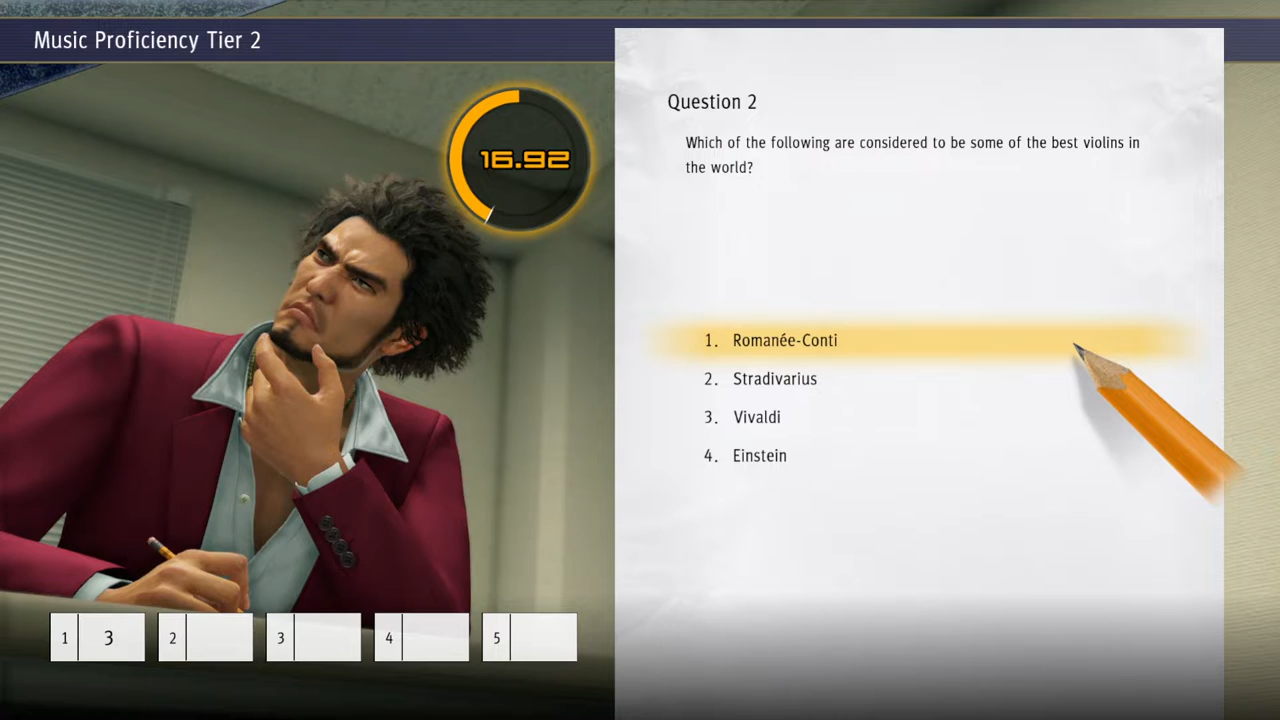 Music Proficiency Tier 2
16.92
Question 2
Which of the following are considered to be some of the best violins in
the world?
1. Romanée-Conti
2. Stradivarius
3. Vivaldi
4. Einstein
1 3 2 3 4 5